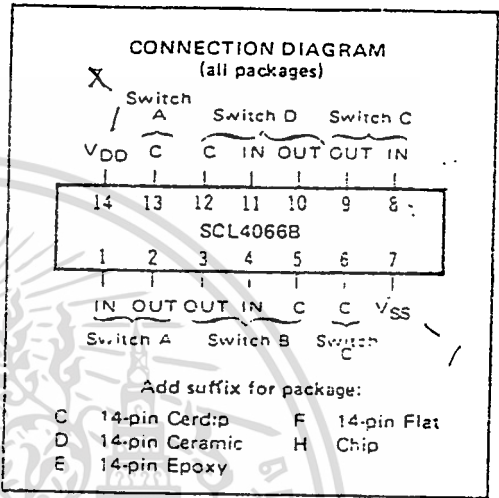 CONNECTION DIAGRAM
(all packages)
Switch A Switch D Switch C
VDD C C IN OUT OUT IN
14 13 12 11 10 9 8
SCL4066B
1 2 3 4 5 6 7
IN OUT OUT IN C C VSS
Switch A Switch B Switch C
Add suffix for package:
C 14-pin Cerdip F 14-pin Flat
D 14-pin Ceramic H Chip
E 14-pin Epoxy